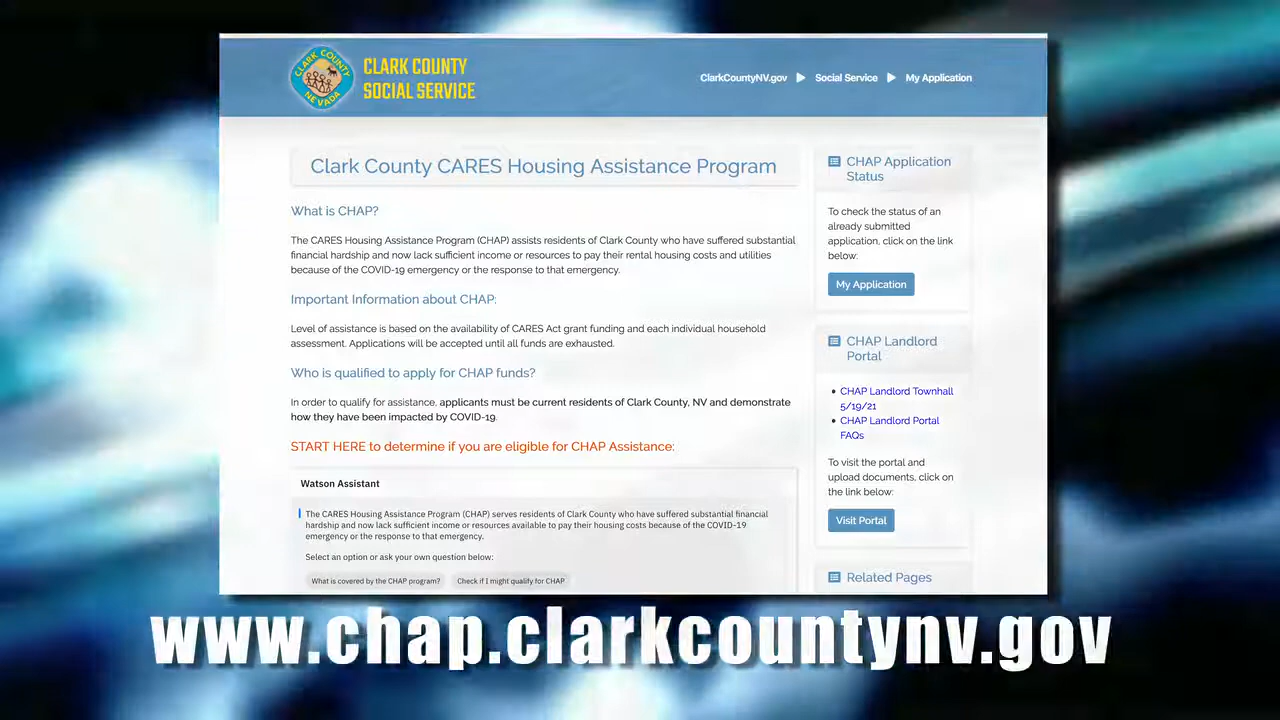 CLARK COUNTY
NEVADA
CLARK COUNTY
SOCIAL SERVICE
ClarkCountyNV.gov
Social Service
My Application
Clark County CARES Housing Assistance Program
What is CHAP?
The CARES Housing Assistance Program (CHAP) assists residents of Clark County who have suffered substantial
financial hardship and now lack sufficient income or resources to pay their rental housing costs and utilities
because of the COVID-19 emergency or the response to that emergency.
Important Information about CHAP:
Level of assistance is based on the availability of CARES Act grant funding and each individual household
assessment. Applications will be accepted until all funds are exhausted.
Who is qualified to apply for CHAP funds?
In order to qualify for assistance, applicants must be current residents of Clark County, NV and demonstrate
how they have been impacted by COVID-19.
START HERE to determine if you are eligible for CHAP Assistance:
Watson Assistant
The CARES Housing Assistance Program (CHAP) serves residents of Clark County who have suffered substantial financial
hardship and now lack sufficient income or resources available to pay their housing costs because of the COVID-19
emergency or the response to that emergency.
Select an option or ask your own question below:
What is covered by the CHAP program?
Check if I might qualify for CHAP
CHAP Application
Status
To check the status of an
already submitted
application, click on the link
below:
My Application
CHAP Landlord
Portal
CHAP Landlord Townhall
5/19/21
CHAP Landlord Portal
FAQs
To visit the portal and
upload documents, click on
the link below:
Visit Portal
Related Pages
www.chap.clarkcountynv.gov